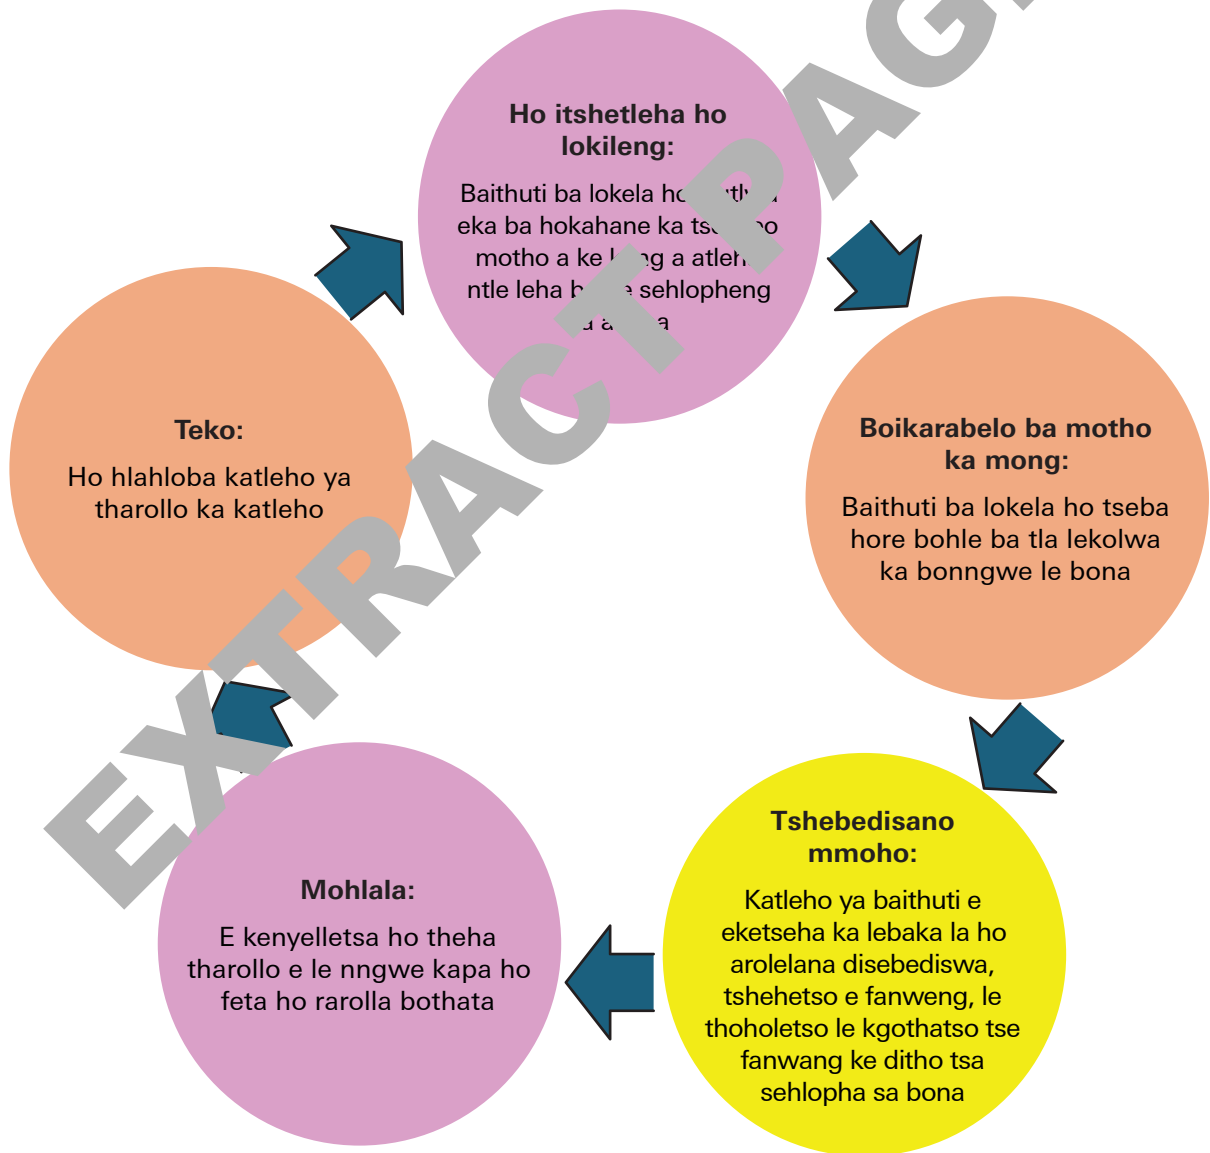 Ho itshetleha ho
lokileng:
Baithuti ba lokela ho
ba hokahane ka
motho a ke
ntle leha sehlopheng
Boikarabelo ba motho
ka mong:
Baithuti ba lokela ho tseba
hore bohle ba tla lekolwa
ka bonngwe le bona
Tshebedisano
mmoho:
Katleho ya baithuti e
eketseha ka lebaka la ho
arolelana disebediswa,
tshehetso e fanweng, le
thoholetso le kgothatso tse
fanwang ke ditho tsa
sehlopha sa bona
Mohlala:
E kenyelletsa ho theha
tharollo e le nngwe kapa ho
feta ho rarolla bothata
Teko:
Ho hlahloba katleho ya
tharollo ka katleho
EXTRACT PAG